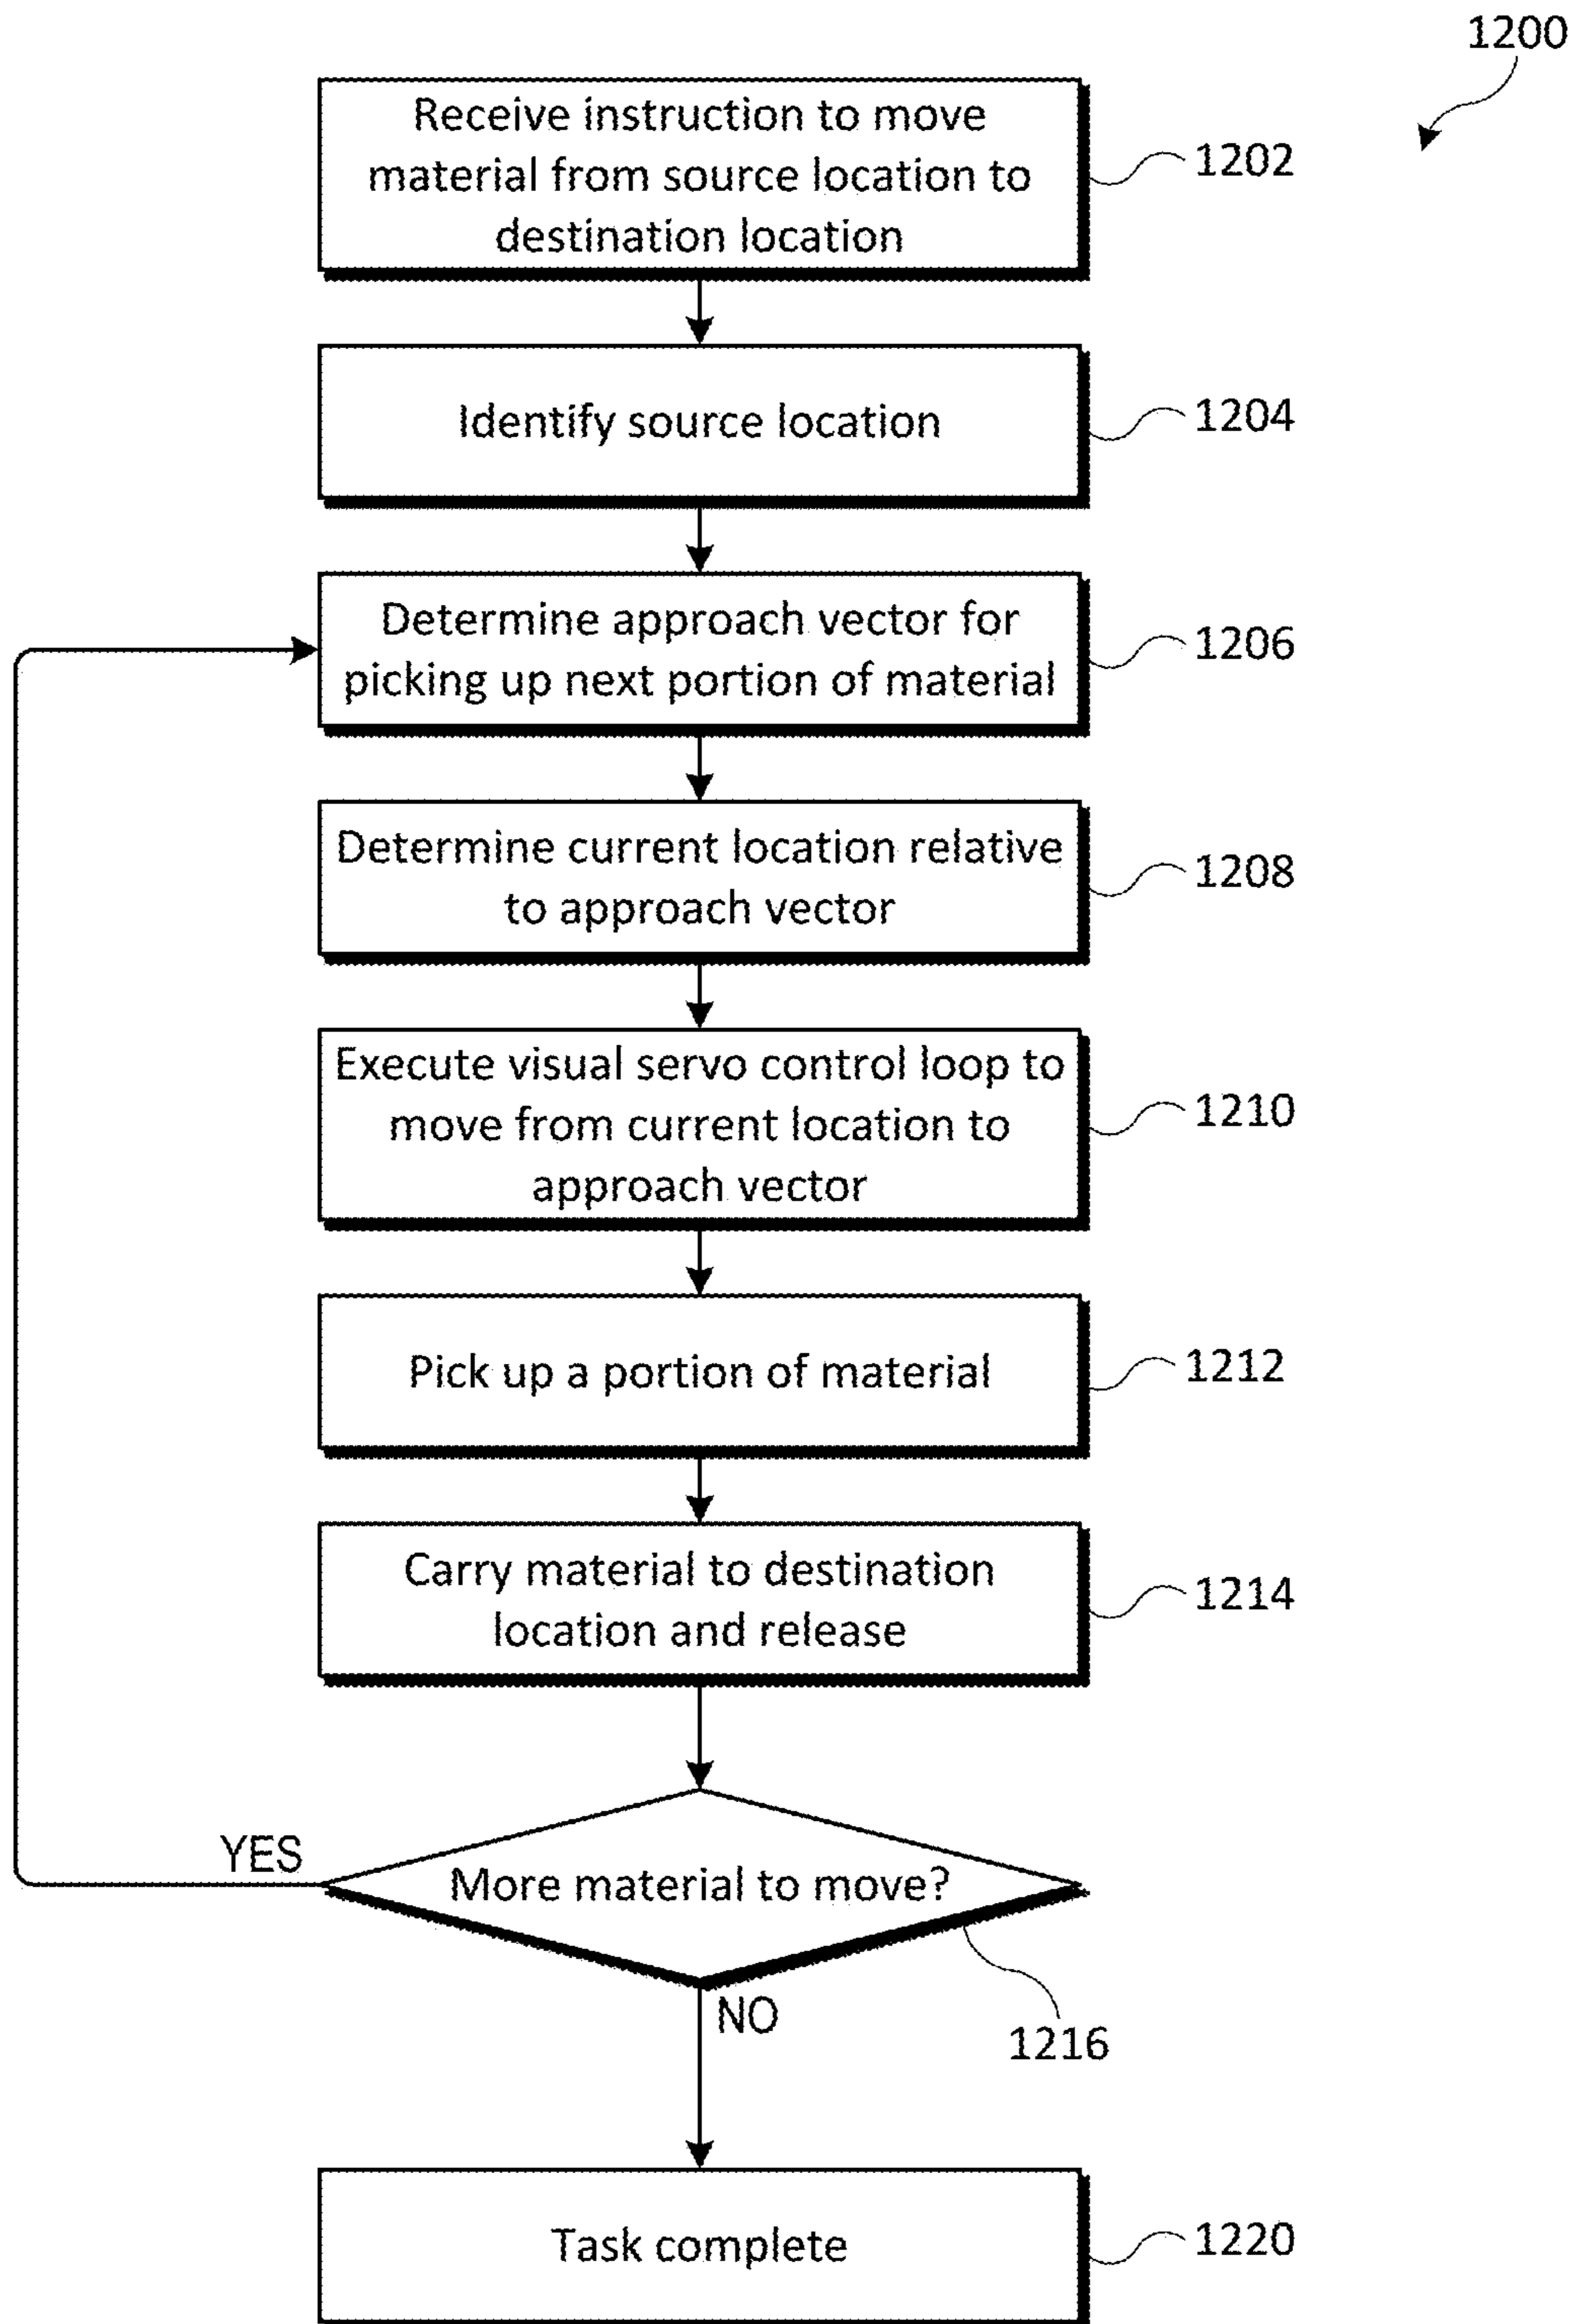 1200
Receive instruction to move
material from source location to
destination location
1202
Identify source location
1204
Determine approach vector for
picking up next portion of material
1206
Determine current location relative
to approach vector
1208
Execute visual servo control loop to
move from current location to
approach vector
1210
Pick up a portion of material
1212
Carry material to destination
location and release
1214
YES
More material to move?
NO
1216
Task complete
1220